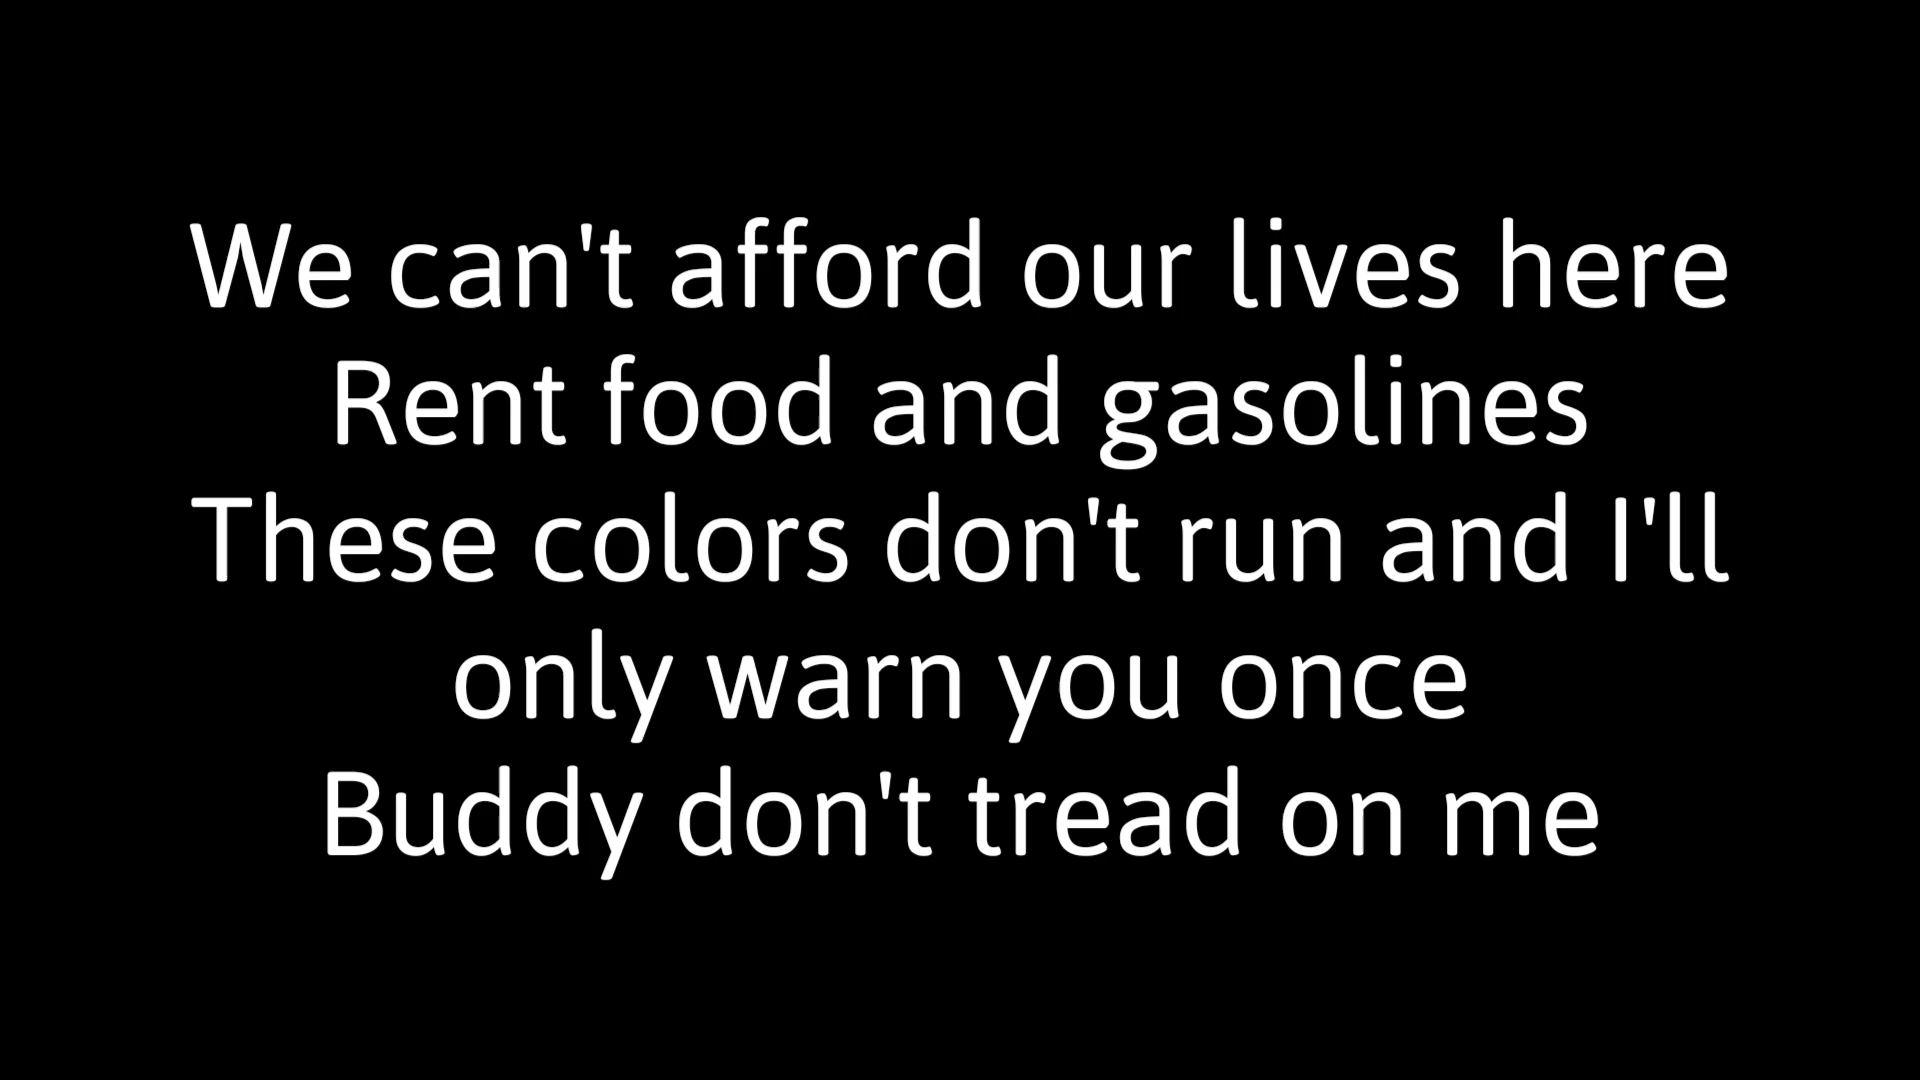 We can't afford our lives here
Rent food and gasolines
These colors don't run and I'll
only warn you once
Buddy don't tread on me